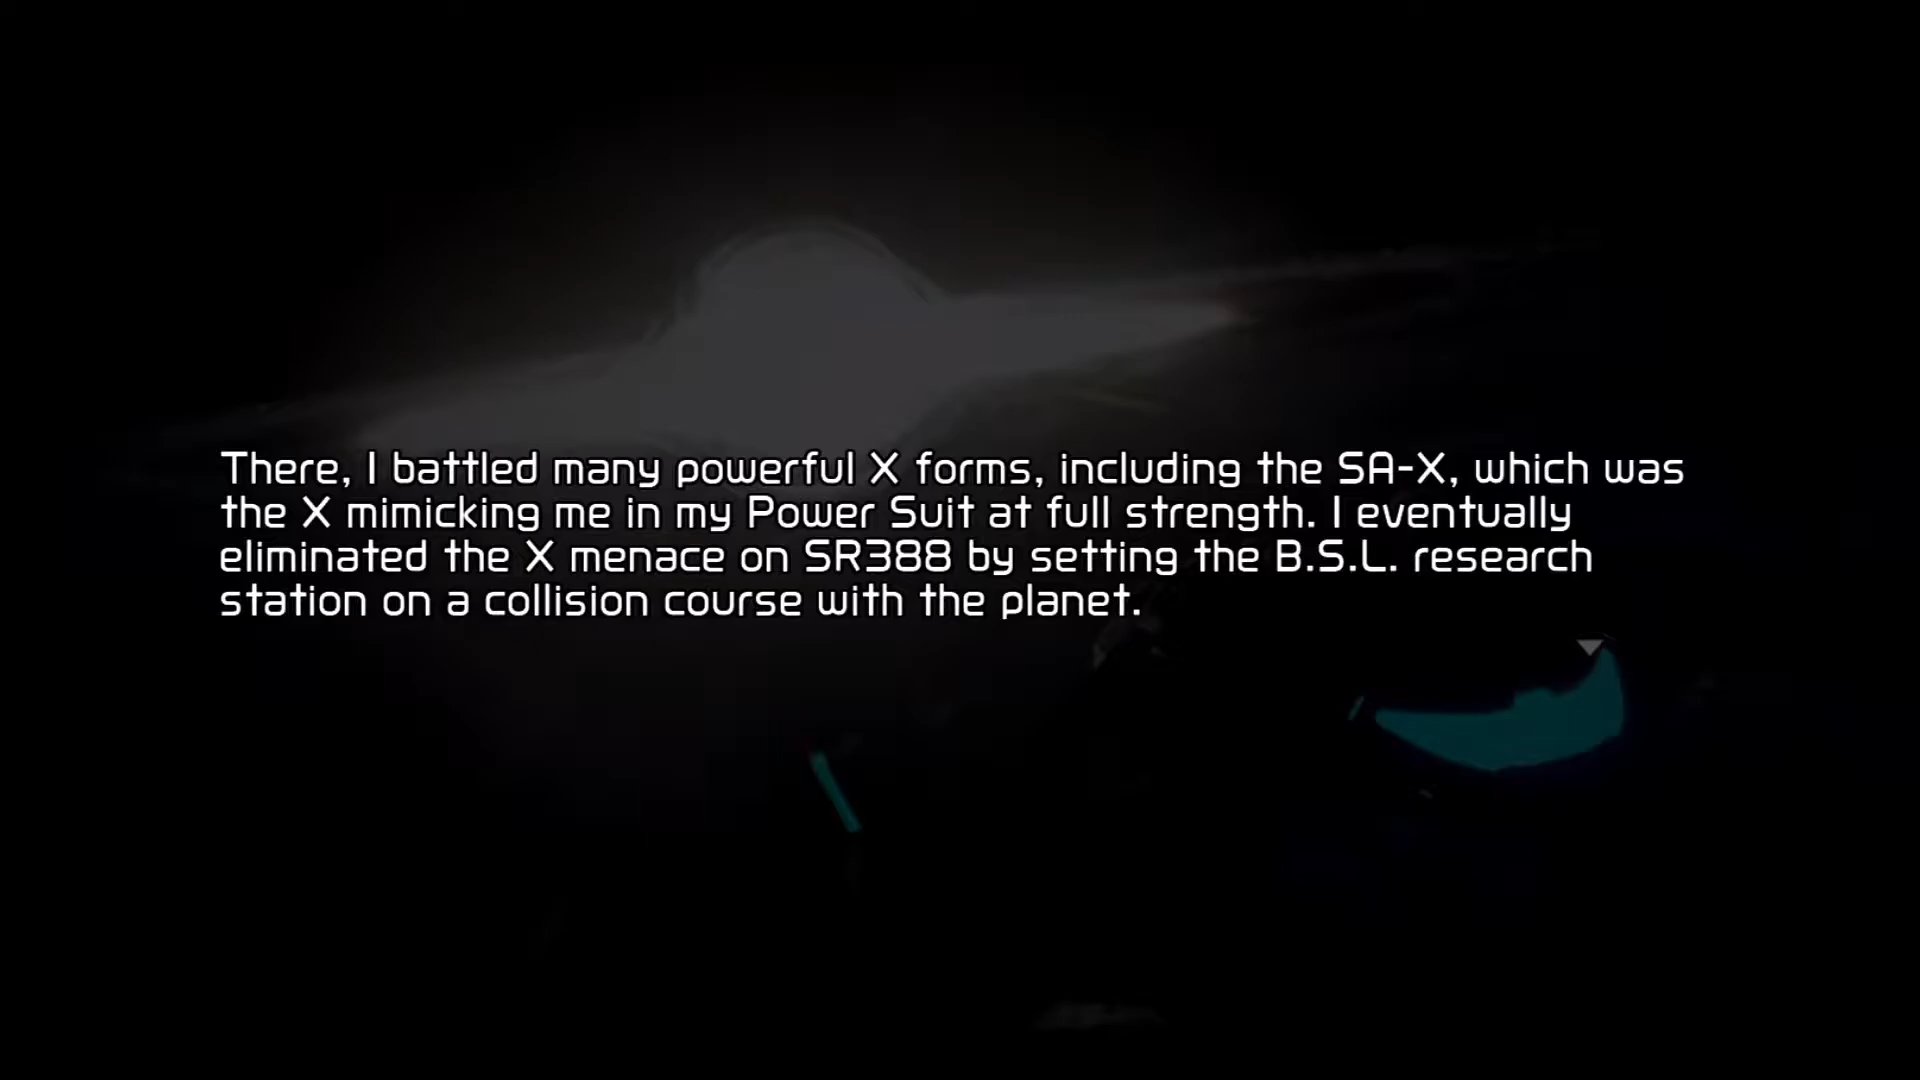 There, I battled many powerful X forms, including the SA-X, which was
the X mimicking me in my Power Suit at full strength. I eventually
eliminated the X menace on SR388 by setting the B.S.L. research
station on a collision course with the planet.